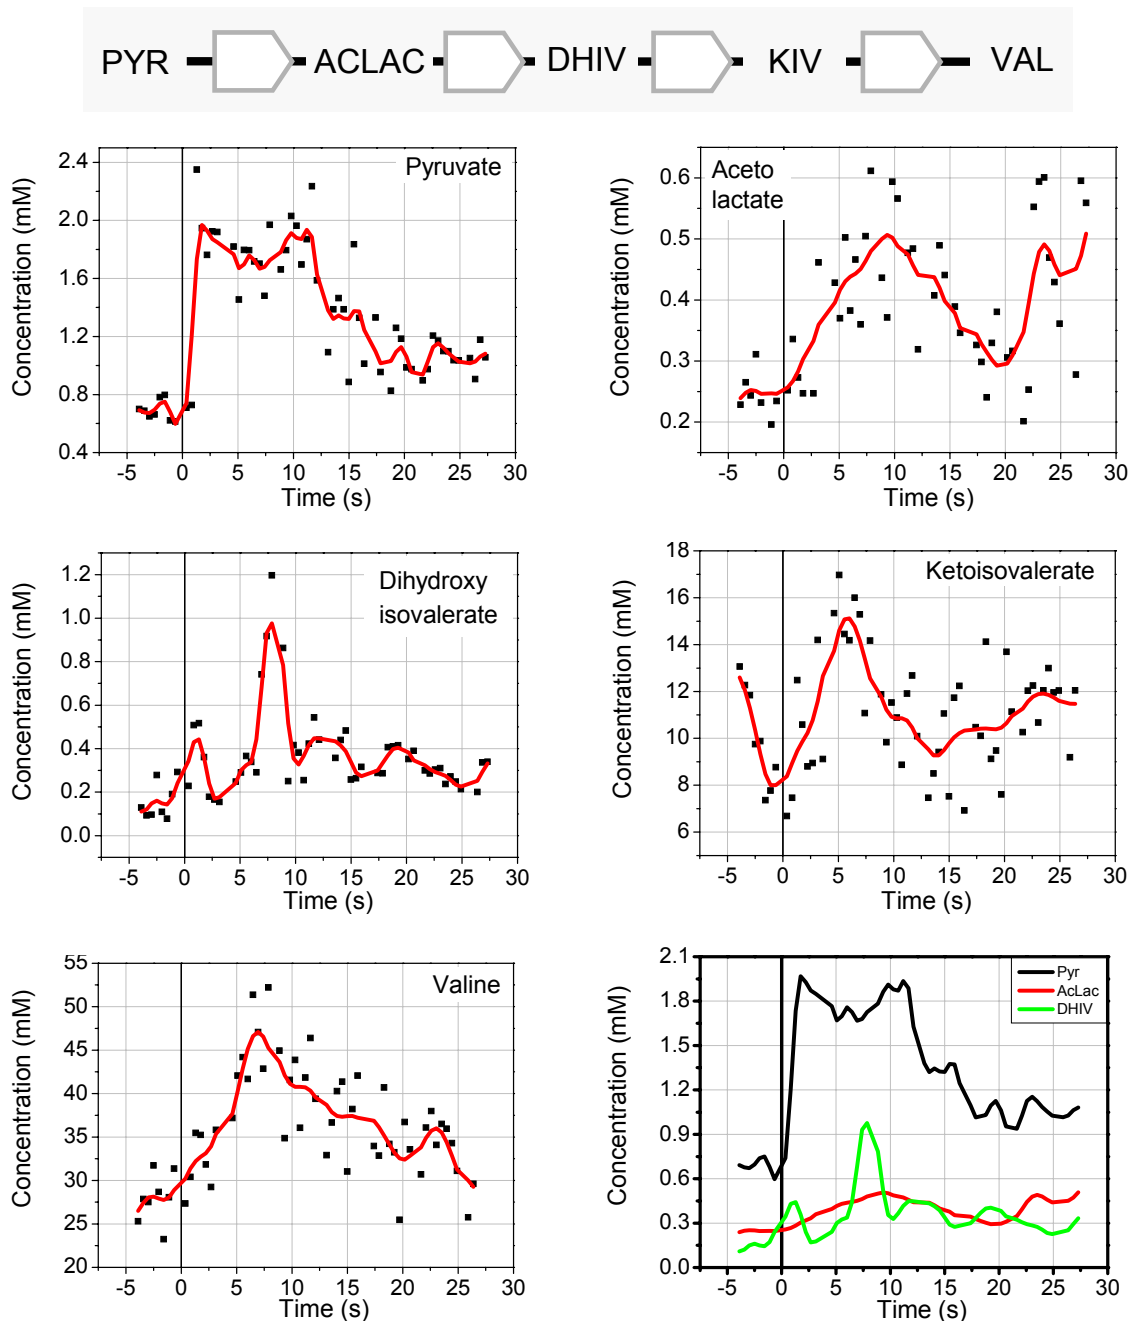 PYR ACLAC DHIV KIV VAL
Pyruvate
Concentration (mM)
2.4
2.0
1.6
1.2
0.8
0.4
-5 0 5 10 15 20 25 30
Time (s)
Aceto
lactate
Concentration (mM)
0.6
0.5
0.4
0.3
0.2
-5 0 5 10 15 20 25 30
Time (s)
Dihydroxy
isovalerate
Concentration (mM)
1.2
1.0
0.8
0.6
0.4
0.2
0.0
-5 0 5 10 15 20 25 30
Time (s)
Ketoisovalerate
Concentration (mM)
18
16
14
12
10
8
6
-5 0 5 10 15 20 25 30
Time (s)
Valine
Concentration (mM)
55
50
45
40
35
30
25
20
-5 0 5 10 15 20 25 30
Time (s)
Pyr
AcLac
DHIV
Concentration (mM)
2.1
1.8
1.5
1.2
0.9
0.6
0.3
0.0
-5 0 5 10 15 20 25 30
Time (s)